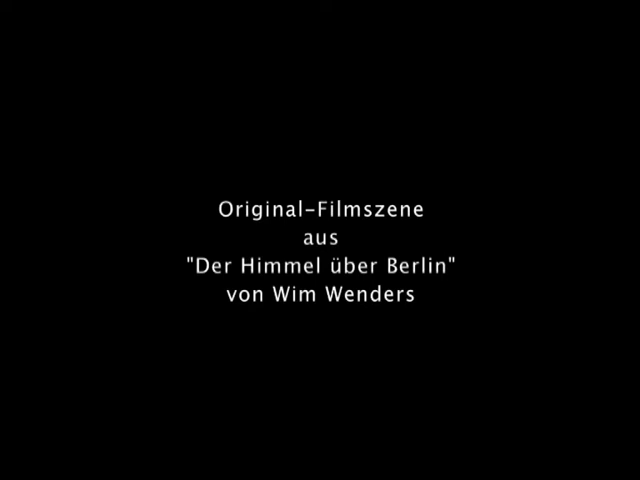 Original-Filmszene
aus
"Der Himmel über Berlin"
von Wim Wenders